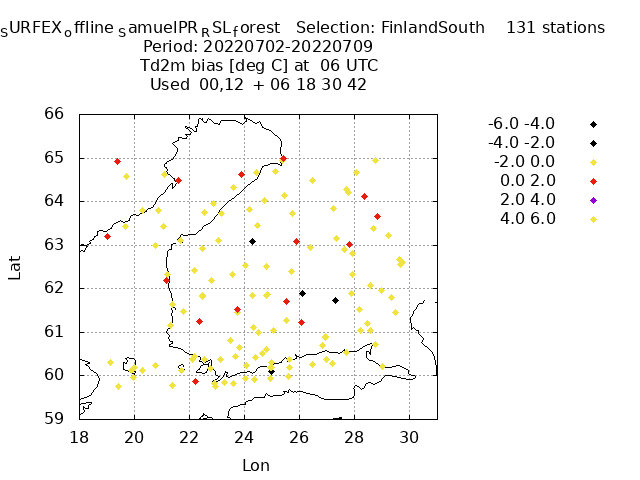 SURFEXoffline SamuelPRRSLforest Selection: FinlandSouth 131 stations
Period: 20220702-20220709
Td2m bias [deg C] at 06 UTC
Used 00,12 + 06 18 30 42
66
65
64
63
62
61
60
59
18 20 22 24 26 28 30
Lat
Lon
-6.0 -4.0
-4.0 -2.0
-2.0 0.0
0.0 2.0
2.0 4.0
4.0 6.0